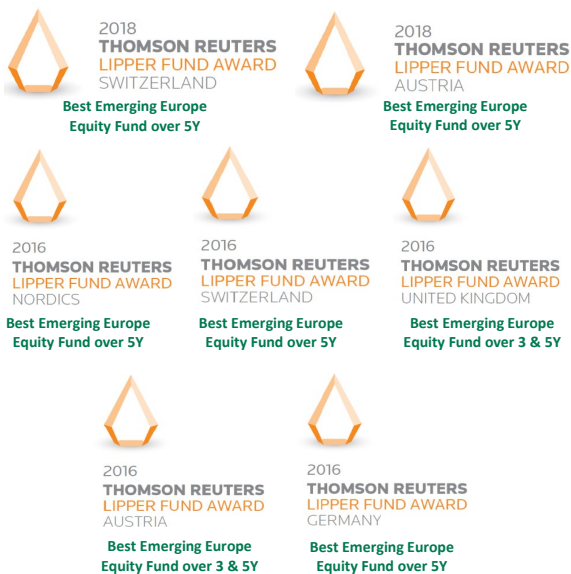 2018
THOMSON REUTERS
LIPPER FUND AWARD
SWITZERLAND
Best Emerging Europe
Equity Fund over 5Y
2018
THOMSON REUTERS
LIPPER FUND AWARD
AUSTRIA
Best Emerging Europe
Equity Fund over 5Y
2016
THOMSON REUTERS
LIPPER FUND AWARD
NORDICS
Best Emerging Europe
Equity Fund over 5Y
2016
THOMSON REUTERS
LIPPER FUND AWARD
SWITZERLAND
Best Emerging Europe
Equity Fund over 5Y
2016
THOMSON REUTERS
LIPPER FUND AWARD
UNITED KINGDOM
Best Emerging Europe
Equity Fund over 3 & 5Y
2016
THOMSON REUTERS
LIPPER FUND AWARD
AUSTRIA
Best Emerging Europe
Equity Fund over 3 & 5Y
2016
THOMSON REUTERS
LIPPER FUND AWARD
GERMANY
Best Emerging Europe
Equity Fund over 5Y